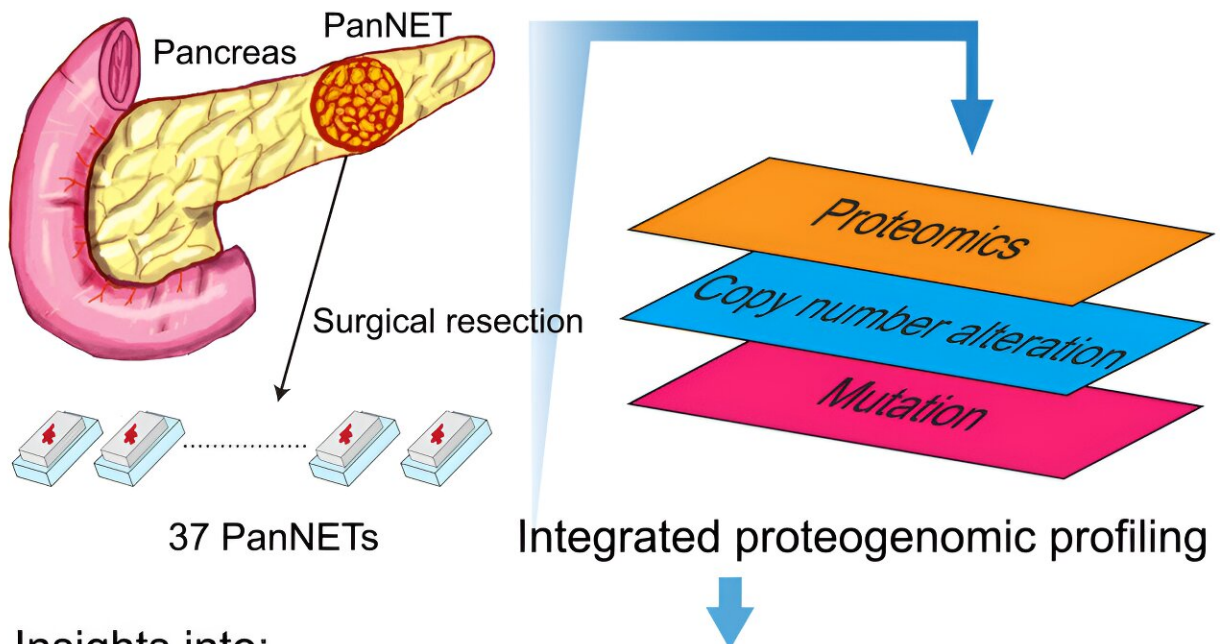 PanNET
Pancreas
Surgical resection
37 PanNETs
Proteomics
Copy number alteration
Mutation
Integrated proteogenomic profiling
Insights into: